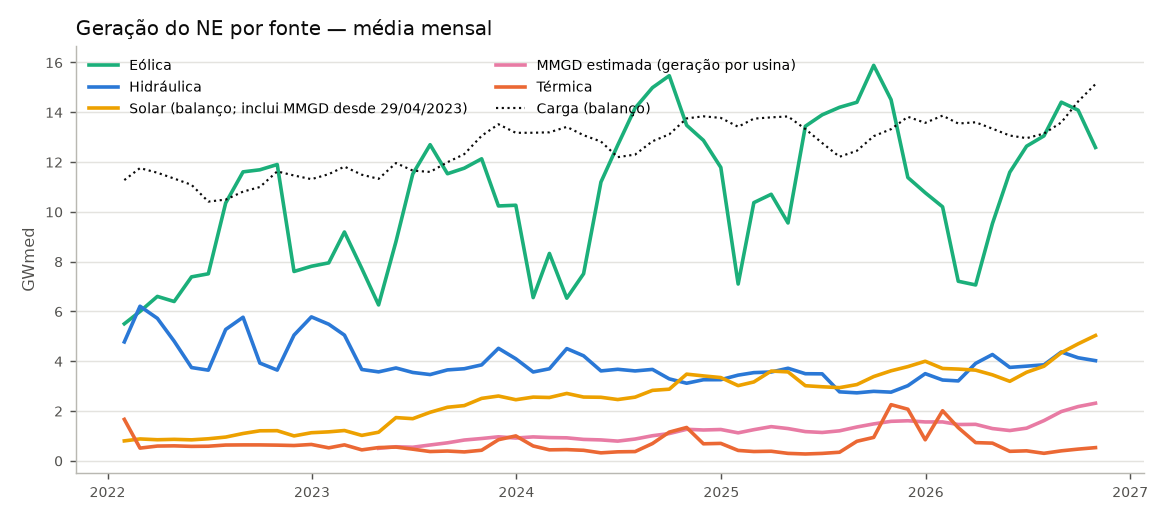 Geração do NE por fonte — média mensal
Eólica
Hidráulica
Solar (balanço; inclui MMGD desde 29/04/2023)
MMGD estimada (geração por usina)
Térmica
Carga (balanço)
GWmed
16
14
12
10
8
6
4
2
0
2022
2023
2024
2025
2026
2027